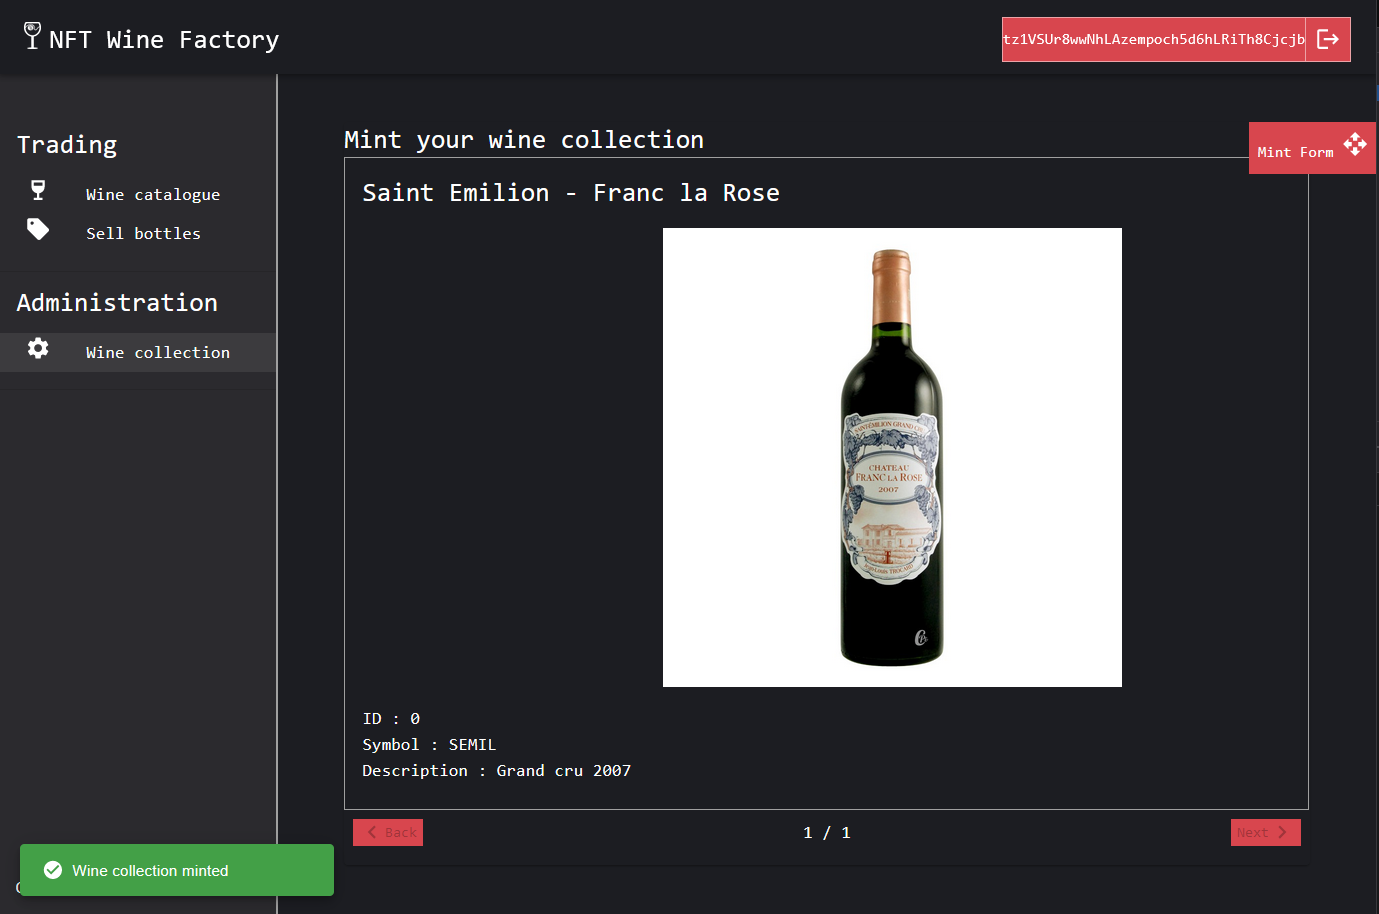 NFT Wine Factory
tz1VSUr8wwNhLAzempoch5d6hLRiTh8Cjcjb
Trading
Wine catalogue
Sell bottles
Administration
Wine collection
Mint your wine collection
Mint Form
Saint Emilion - Franc la Rose
SAINT-ÉMILION GRAND CRU
CHATEAU
FRANC LA ROSE
2007
JEAN-LOUIS TROCARD
ID : 0
Symbol : SEMIL
Description : Grand cru 2007
Back
1 / 1
Next
Wine collection minted